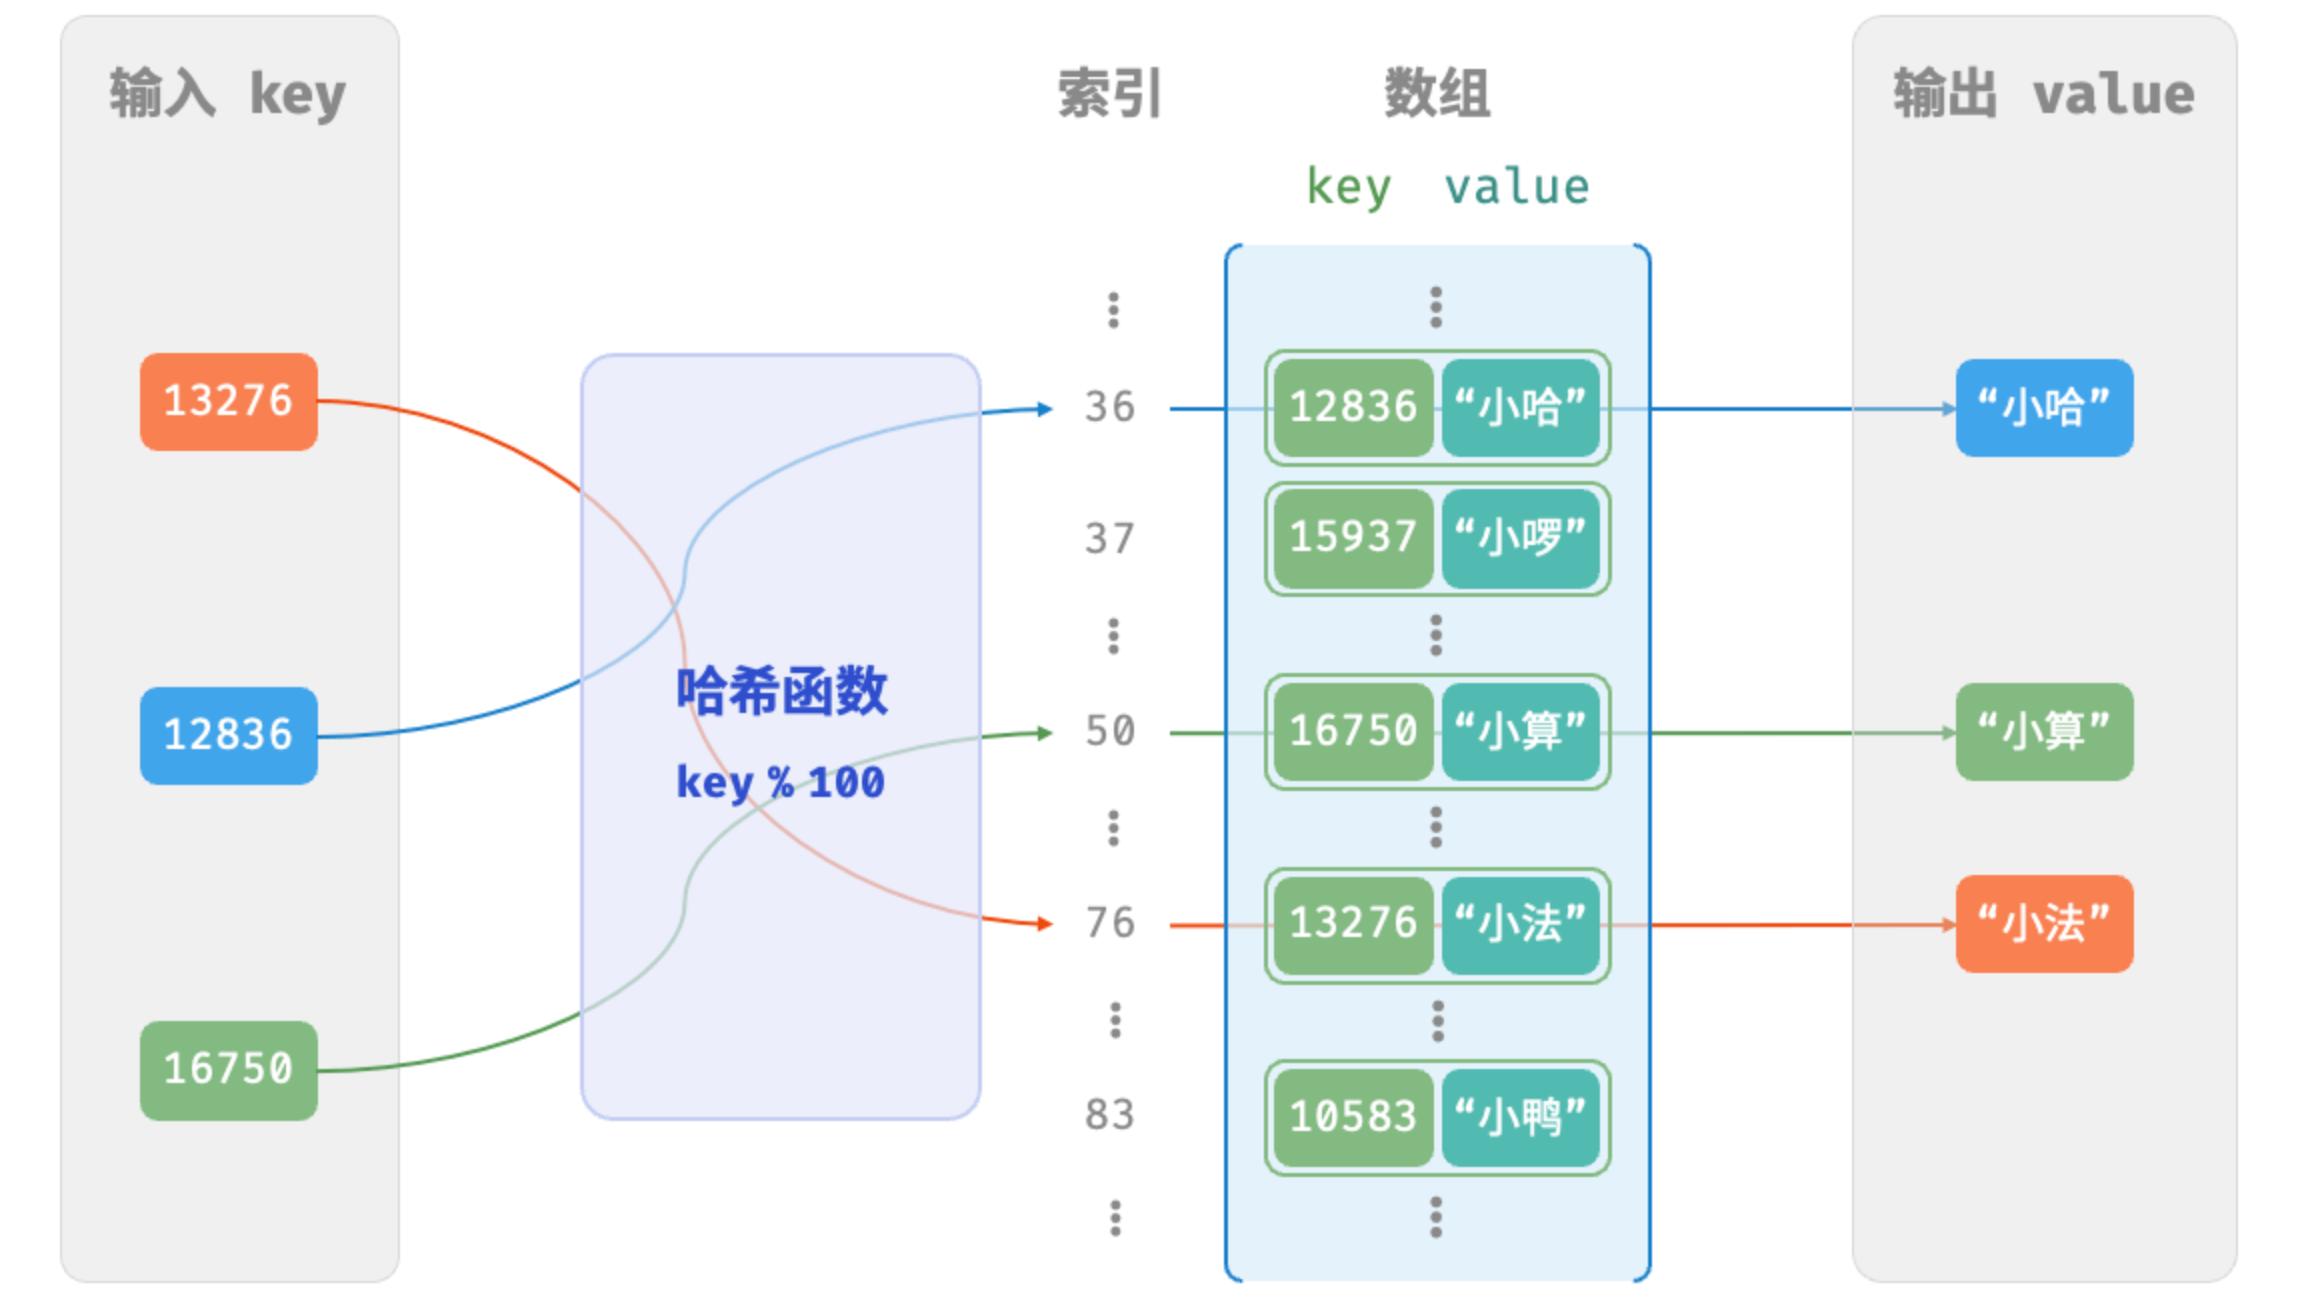 输入 key
索引
数组
输出 value
key value
13276
12836
16750
哈希函数
key % 100
36
12836 “小哈”
“小哈”
37
15937 “小啰”
50
16750 “小算”
“小算”
76
13276 “小法”
“小法”
83
10583 “小鸭”